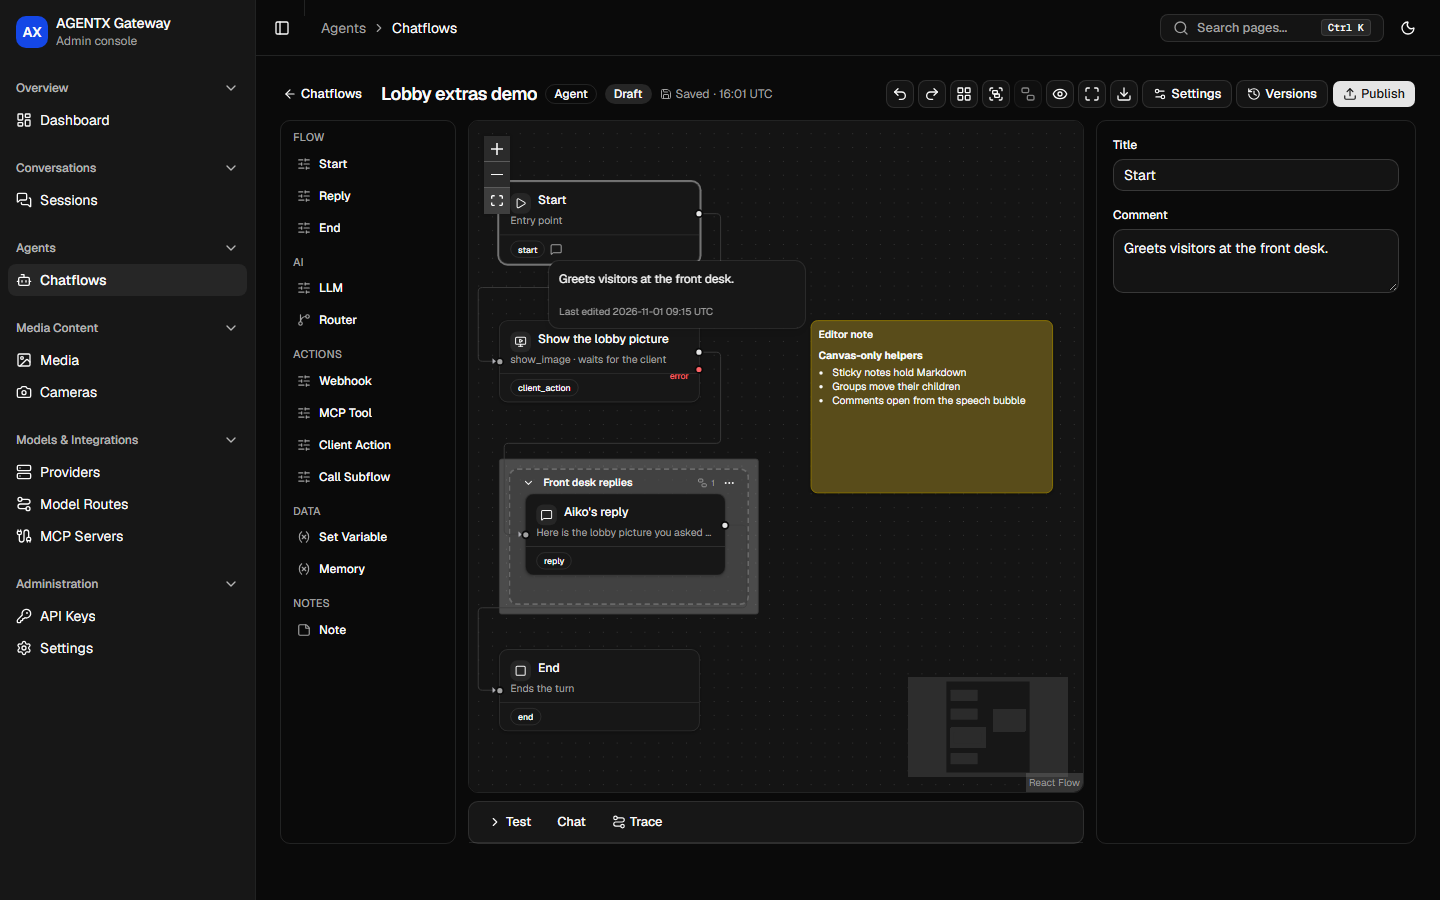 AX
AGENTX Gateway
Admin console
Overview
Dashboard
Conversations
Sessions
Agents
Chatflows
Media Content
Media
Cameras
Models & Integrations
Providers
Model Routes
MCP Servers
Administration
API Keys
Settings
Agents > Chatflows
Search pages...
Ctrl K
Chatflows
Lobby extras demo
Agent
Draft
Saved · 16:01 UTC
Settings
Versions
Publish
FLOW
Start
Reply
End
AI
LLM
Router
ACTIONS
Webhook
MCP Tool
Client Action
Call Subflow
DATA
Set Variable
Memory
NOTES
Note
Start
Entry point
start
Greets visitors at the front desk.
Last edited 2026-11-01 09:15 UTC
Show the lobby picture
show_image · waits for the client
error
client_action
Editor note
Canvas-only helpers
• Sticky notes hold Markdown
• Groups move their children
• Comments open from the speech bubble
Front desk replies
1
Aiko's reply
Here is the lobby picture you asked ...
reply
End
Ends the turn
end
React Flow
Test
Chat
Trace
Title
Start
Comment
Greets visitors at the front desk.